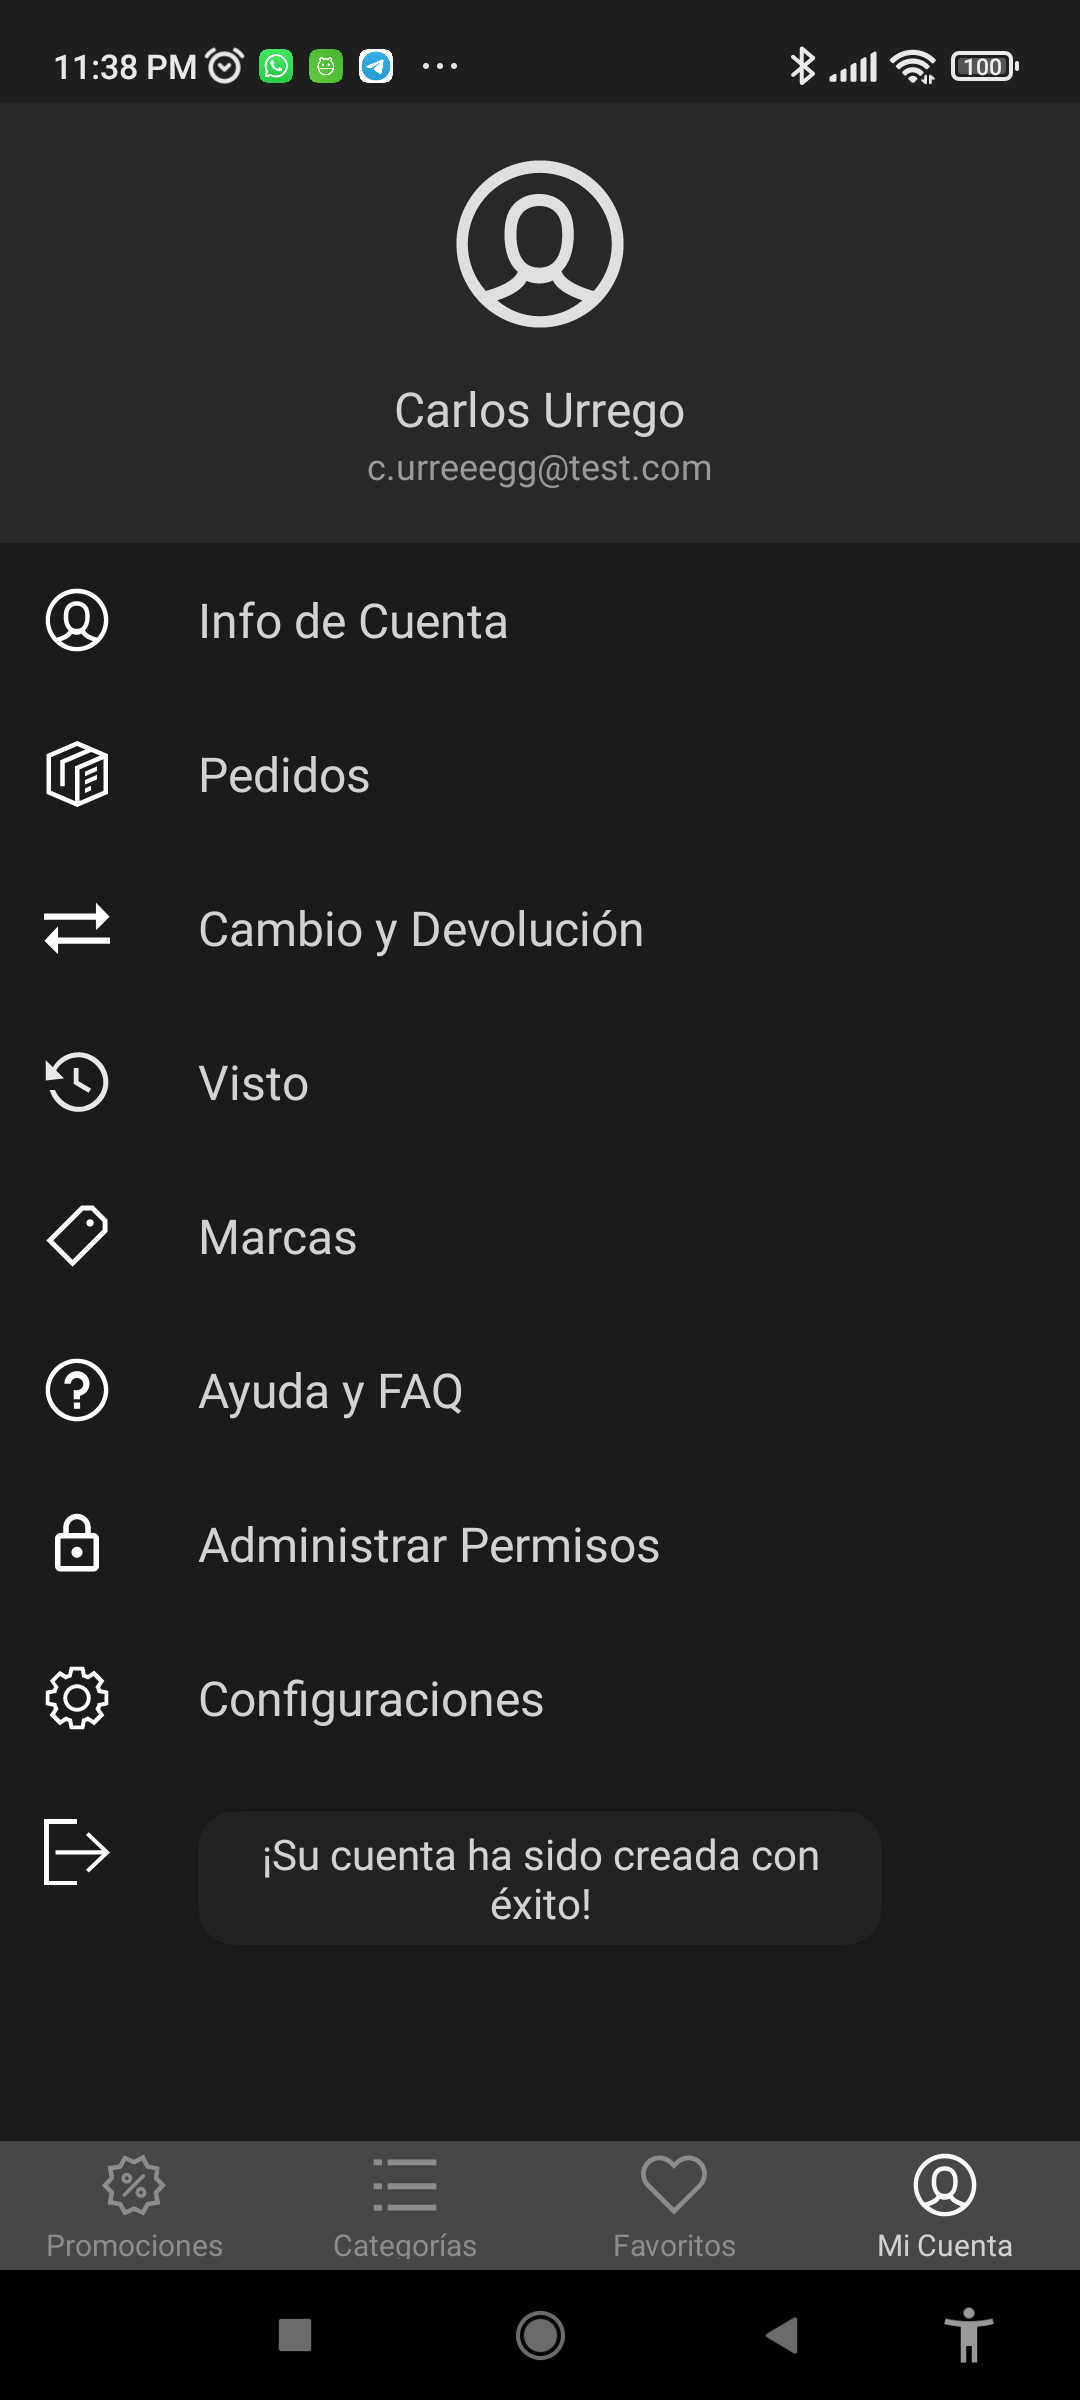 11:38 PM
100
Carlos Urrego
c.urreeegg@test.com
Info de Cuenta
Pedidos
Cambio y Devolución
Visto
Marcas
Ayuda y FAQ
Administrar Permisos
Configuraciones
¡Su cuenta ha sido creada con
éxito!
Promociones
Categorías
Favoritos
Mi Cuenta